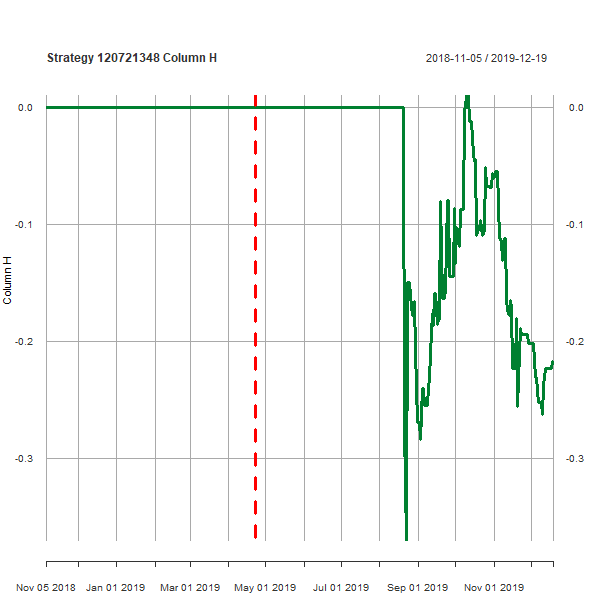 Strategy 120721348 Column H 2018-11-05 / 2019-12-19
0.0 0.0
-0.1 -0.1
Column H
-0.2 -0.2
-0.3 -0.3
Nov 05 2018 Jan 01 2019 Mar 01 2019 May 01 2019 Jul 01 2019 Sep 01 2019 Nov 01 2019